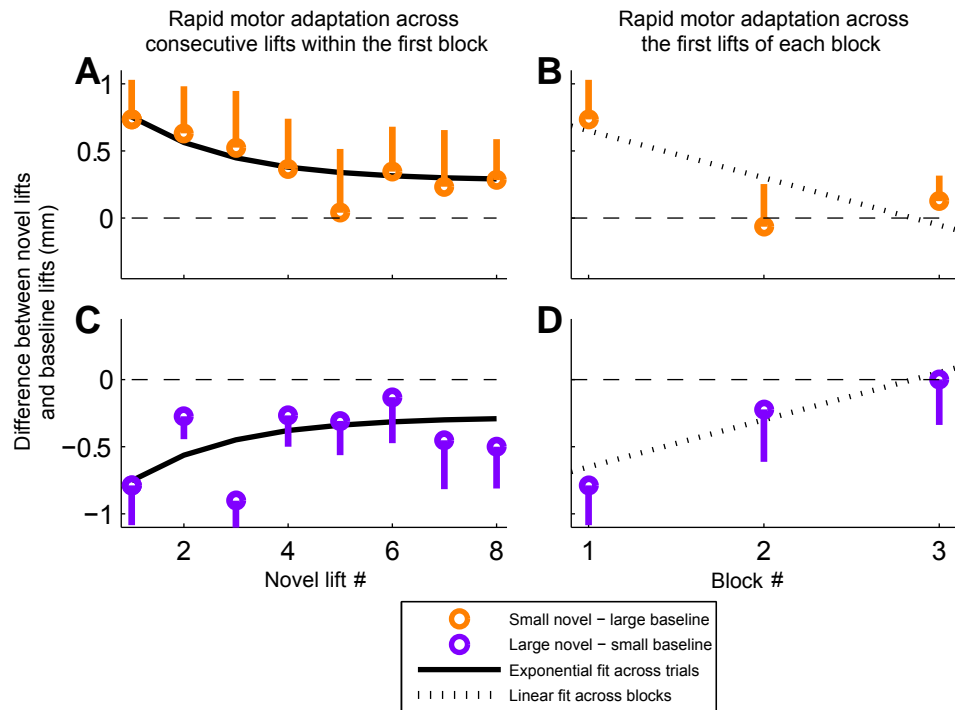 Rapid motor adaptation across
consecutive lifts within the first block
Rapid motor adaptation across
the first lifts of each block
Difference between novel lifts
and baseline lifts (mm)
A
1
0.5
0
B
C
0
−0.5
−1
2
4
6
8
Novel lift #
D
1
2
3
Block #
Small novel − large baseline
Large novel − small baseline
Exponential fit across trials
Linear fit across blocks